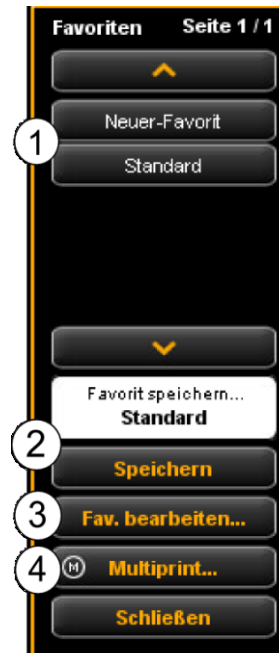 Favoriten Seite 1 / 1
1
Neuer-Favorit
Standard
Favorit speichern...
Standard
2
Speichern
3
Fav. bearbeiten...
4
M Multiprint...
Schließen